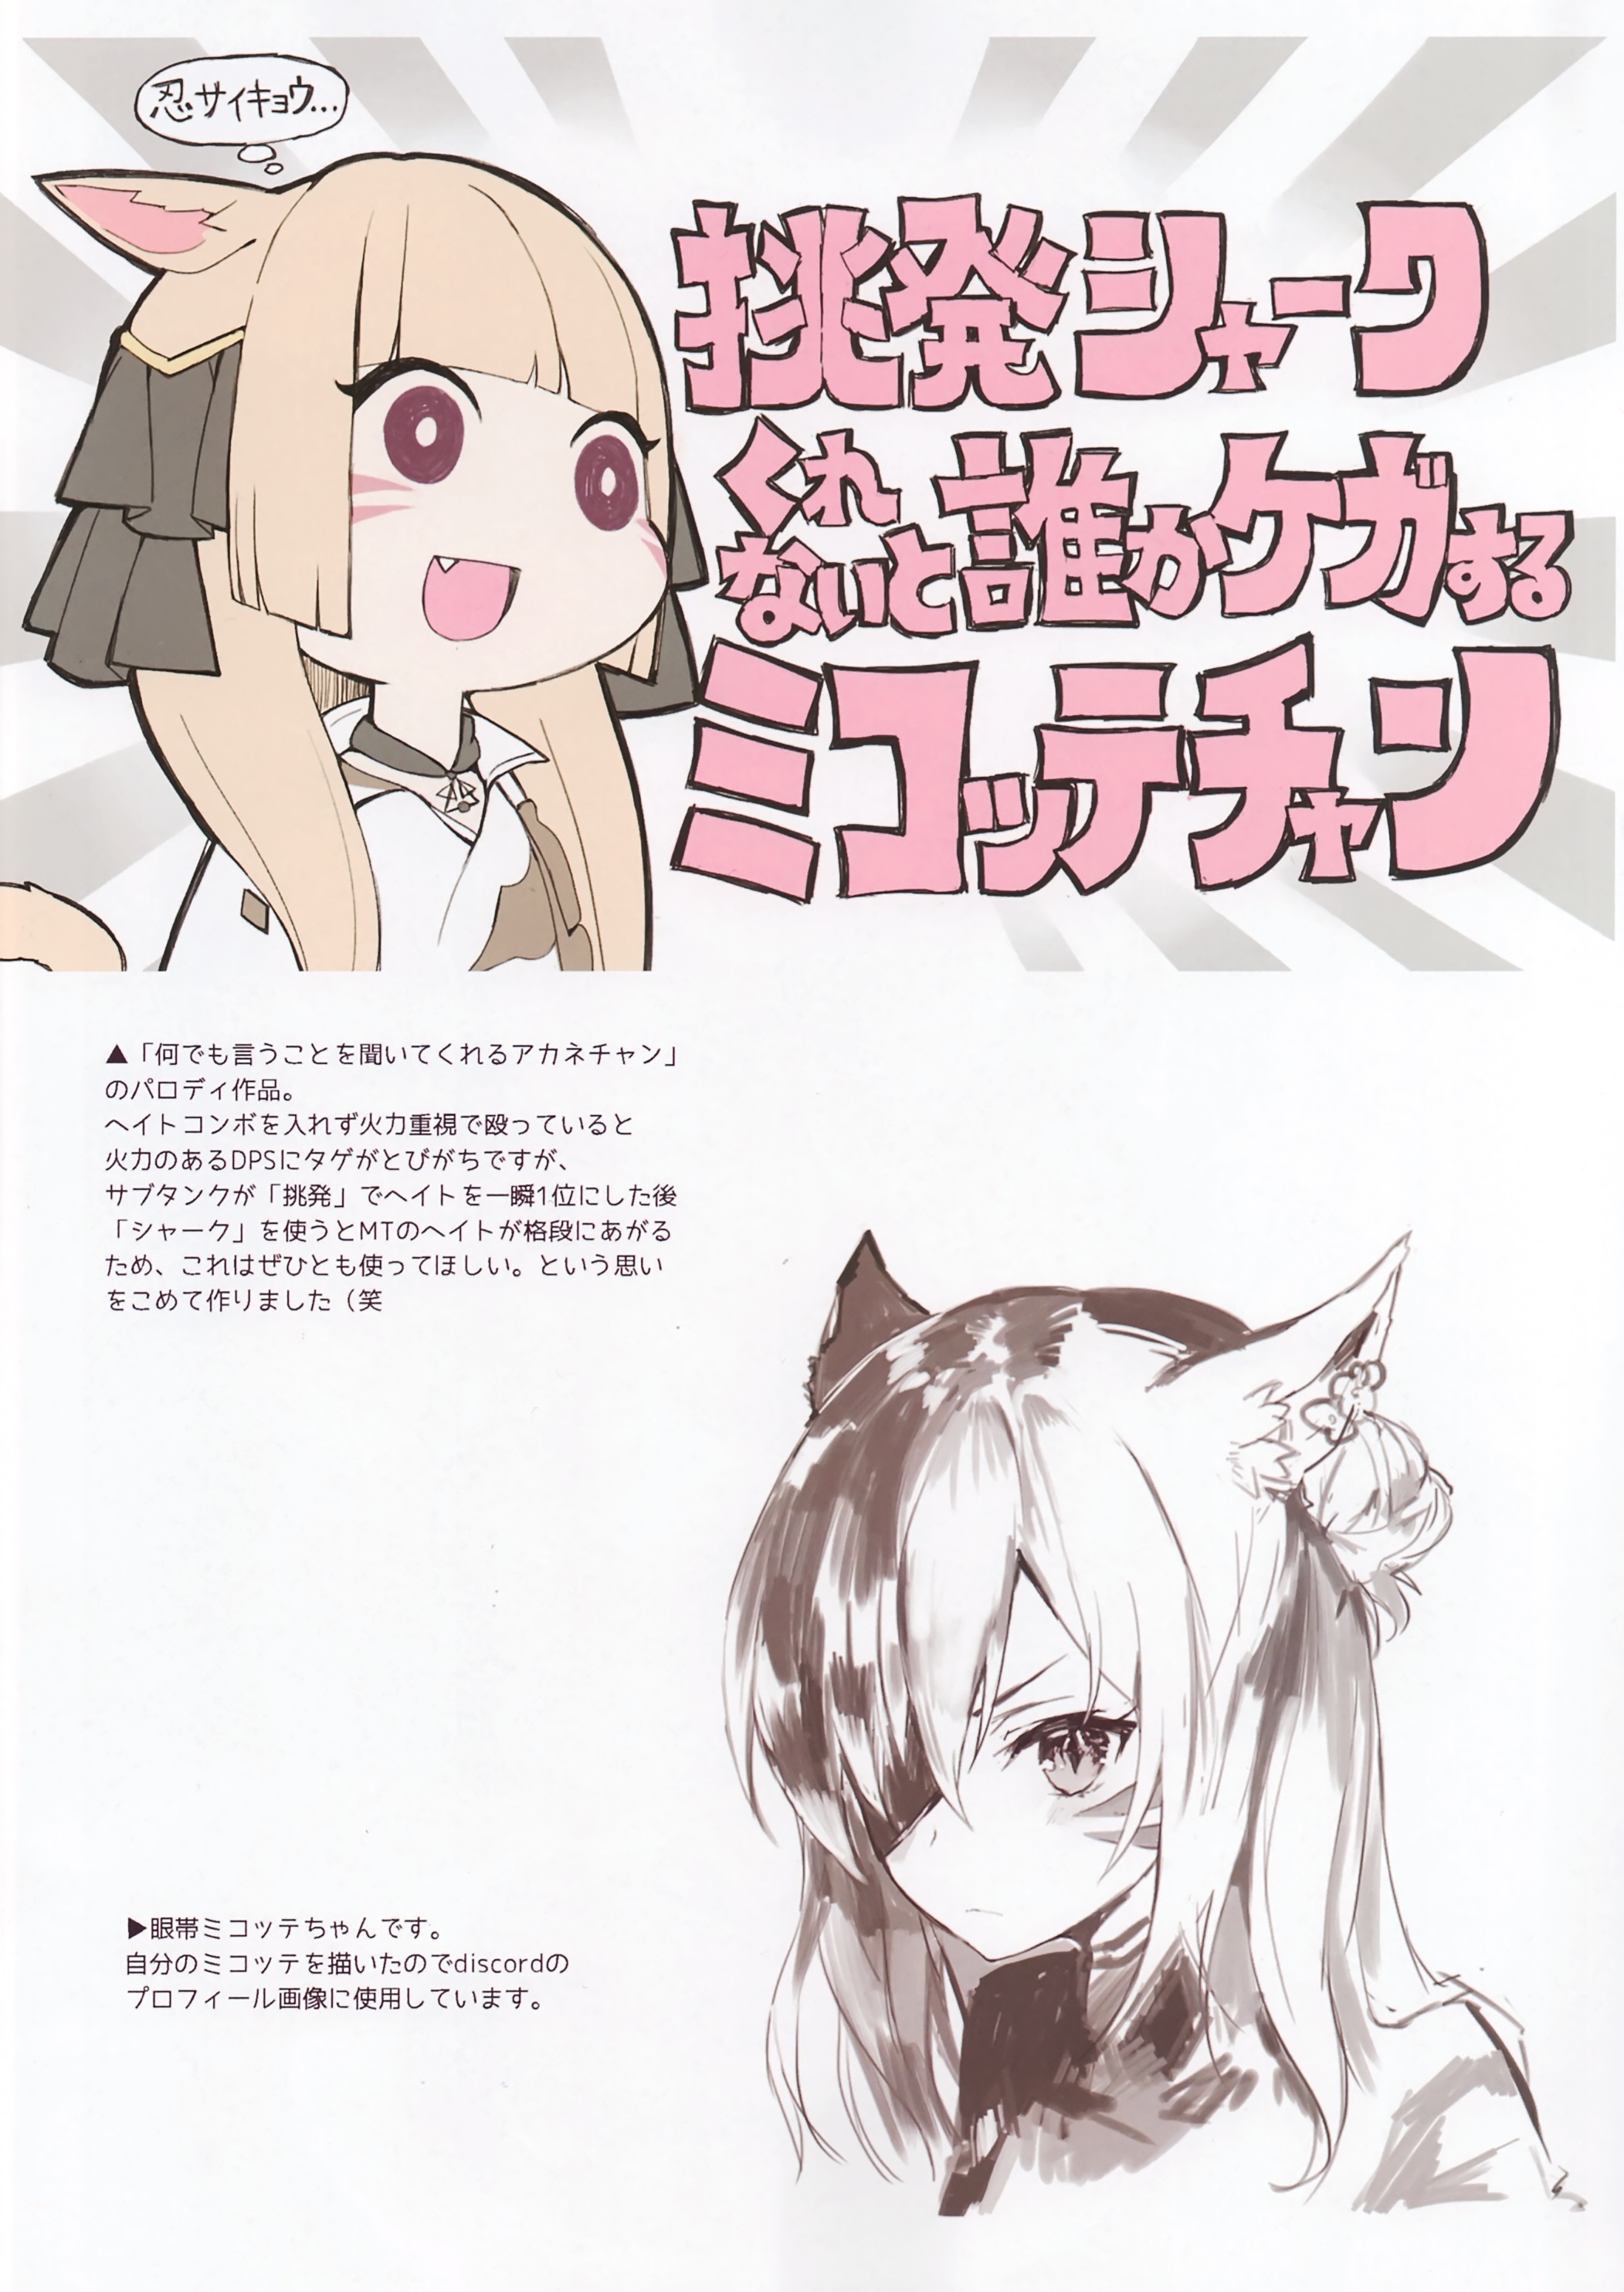 忍サイキョウ…
挑発シャーク
くれないと誰かケガする
ミコッテチャン
▲「何でも言うことを聞いてくれるアカネチャン」
のパロディ作品。
ヘイトコンボを入れず火力重視で殴っていると
火力のあるDPSにタゲがとびがちですが、
サブタンクが「挑発」でヘイトを一瞬1位にした後
「シャーク」を使うとMTのヘイトが格段にあがる
ため、これはぜひとも使ってほしい。という思い
をこめて作りました（笑
▶眼帯ミコッテちゃんです。
自分のミコッテを描いたのでdiscordの
プロフィール画像に使用しています。